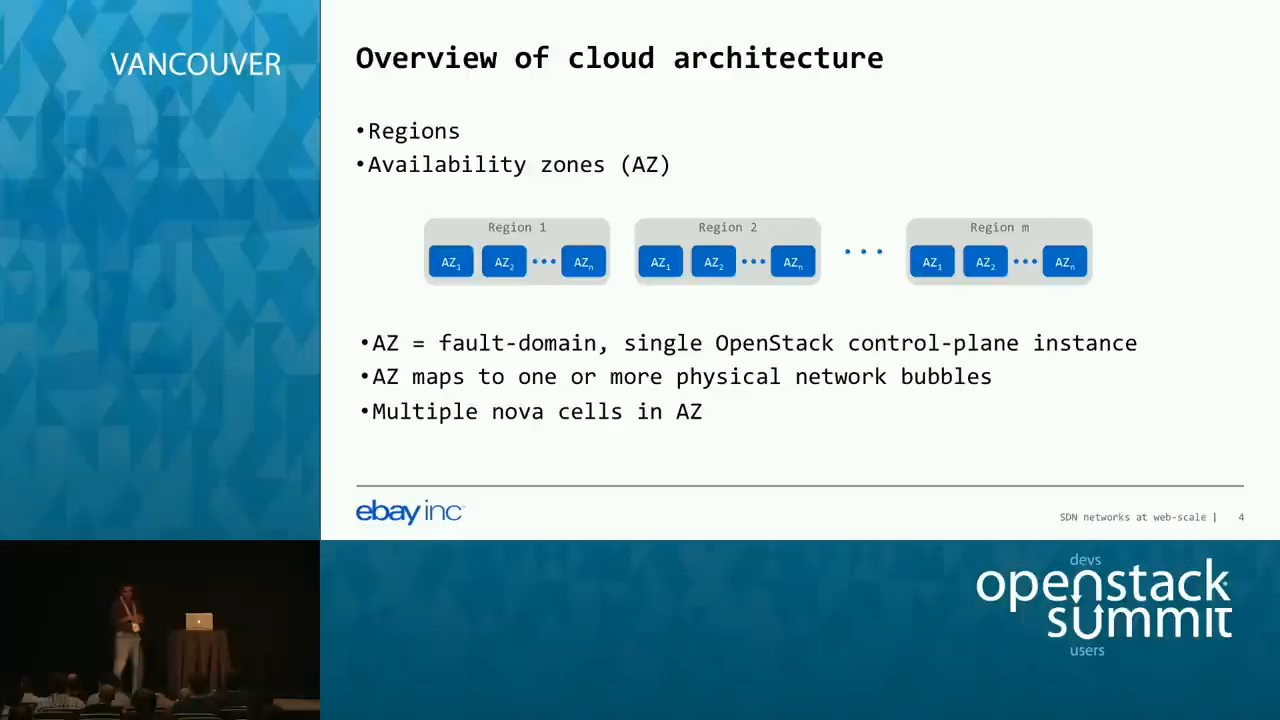 VANCOUVER
Overview of cloud architecture
•Regions
•Availability zones (AZ)
Region 1
AZ1 AZ2 ••• AZn
Region 2
AZ1 AZ2 ••• AZn
• • •
Region m
AZ1 AZ2 ••• AZn
•AZ = fault-domain, single OpenStack control-plane instance
•AZ maps to one or more physical network bubbles
•Multiple nova cells in AZ
ebay inc
SDN networks at web-scale | 4
devs
openstack
summit
users